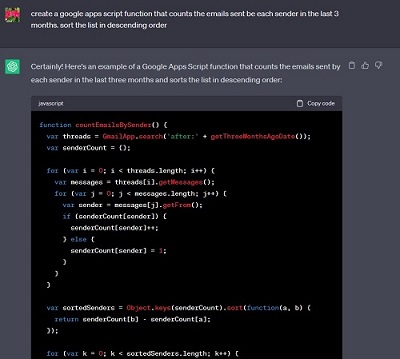 create a google apps script function that counts the emails sent be each sender in the last 3
months. sort the list in descending order
Certainly! Here's an example of a Google Apps Script function that counts the emails sent by
each sender in the last three months and sorts the list in descending order:
javascript
Copy code
function countEmailsBySender() {
  var threads = GmailApp.search('after:' + getThreeMonthsAgoDate());
  var senderCount = {};

  for (var i = 0; i < threads.length; i++) {
    var messages = threads[i].getMessages();
    for (var j = 0; j < messages.length; j++) {
      var sender = messages[j].getFrom();
      if (senderCount[sender]) {
        senderCount[sender]++;
      } else {
        senderCount[sender] = 1;
      }
    }
  }

  var sortedSenders = Object.keys(senderCount).sort(function(a, b) {
    return senderCount[b] - senderCount[a];
  });

  for (var k = 0; k < sortedSenders.length; k++) {